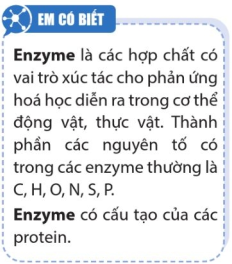 EM CÓ BIẾT
Enzyme là các hợp chất có
vai trò xúc tác cho phản ứng
hoá học diễn ra trong cơ thể
động vật, thực vật. Thành
phần các nguyên tố có
trong các enzyme thường là
C, H, O, N, S, P.
Enzyme có cấu tạo của các
protein.